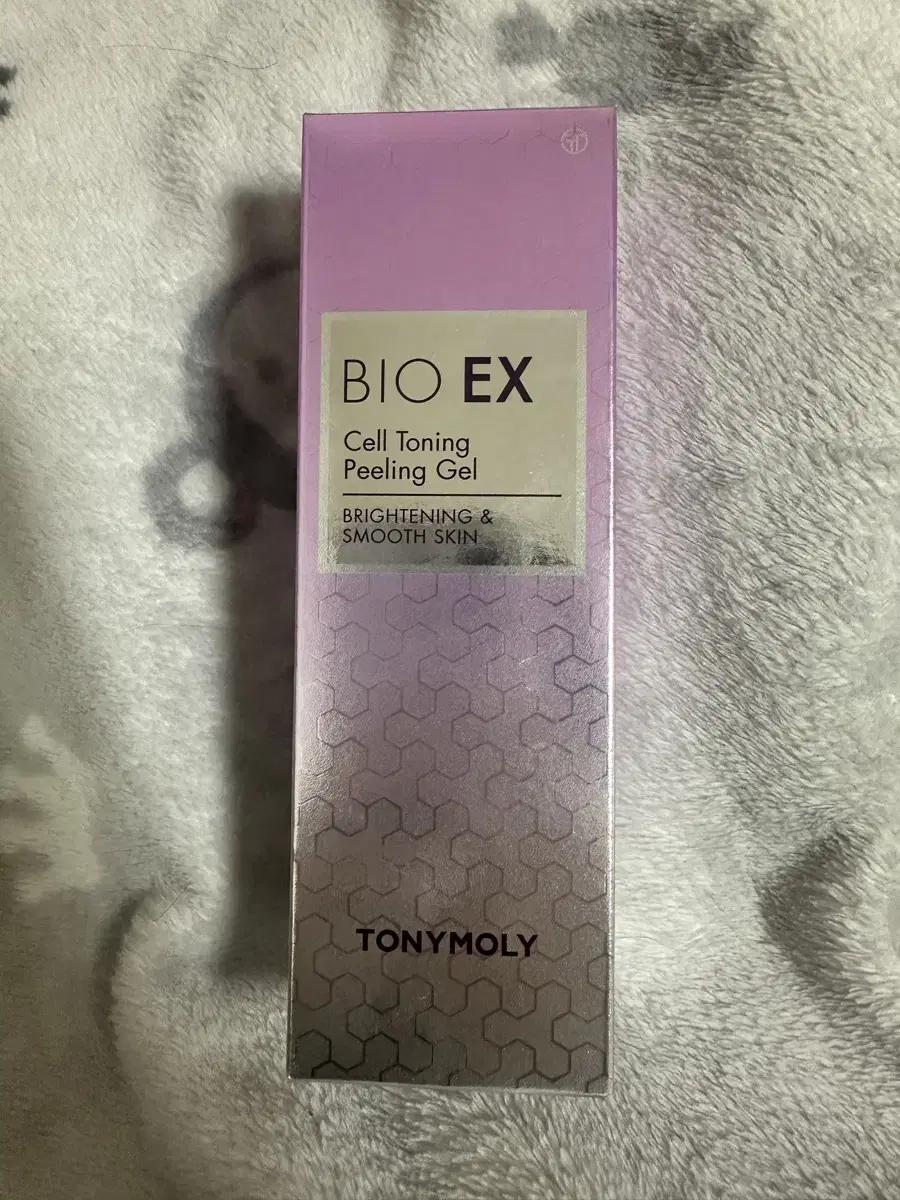 BIO EX
Cell Toning
Peeling Gel
BRIGHTENING &
SMOOTH SKIN
TONYMOLY